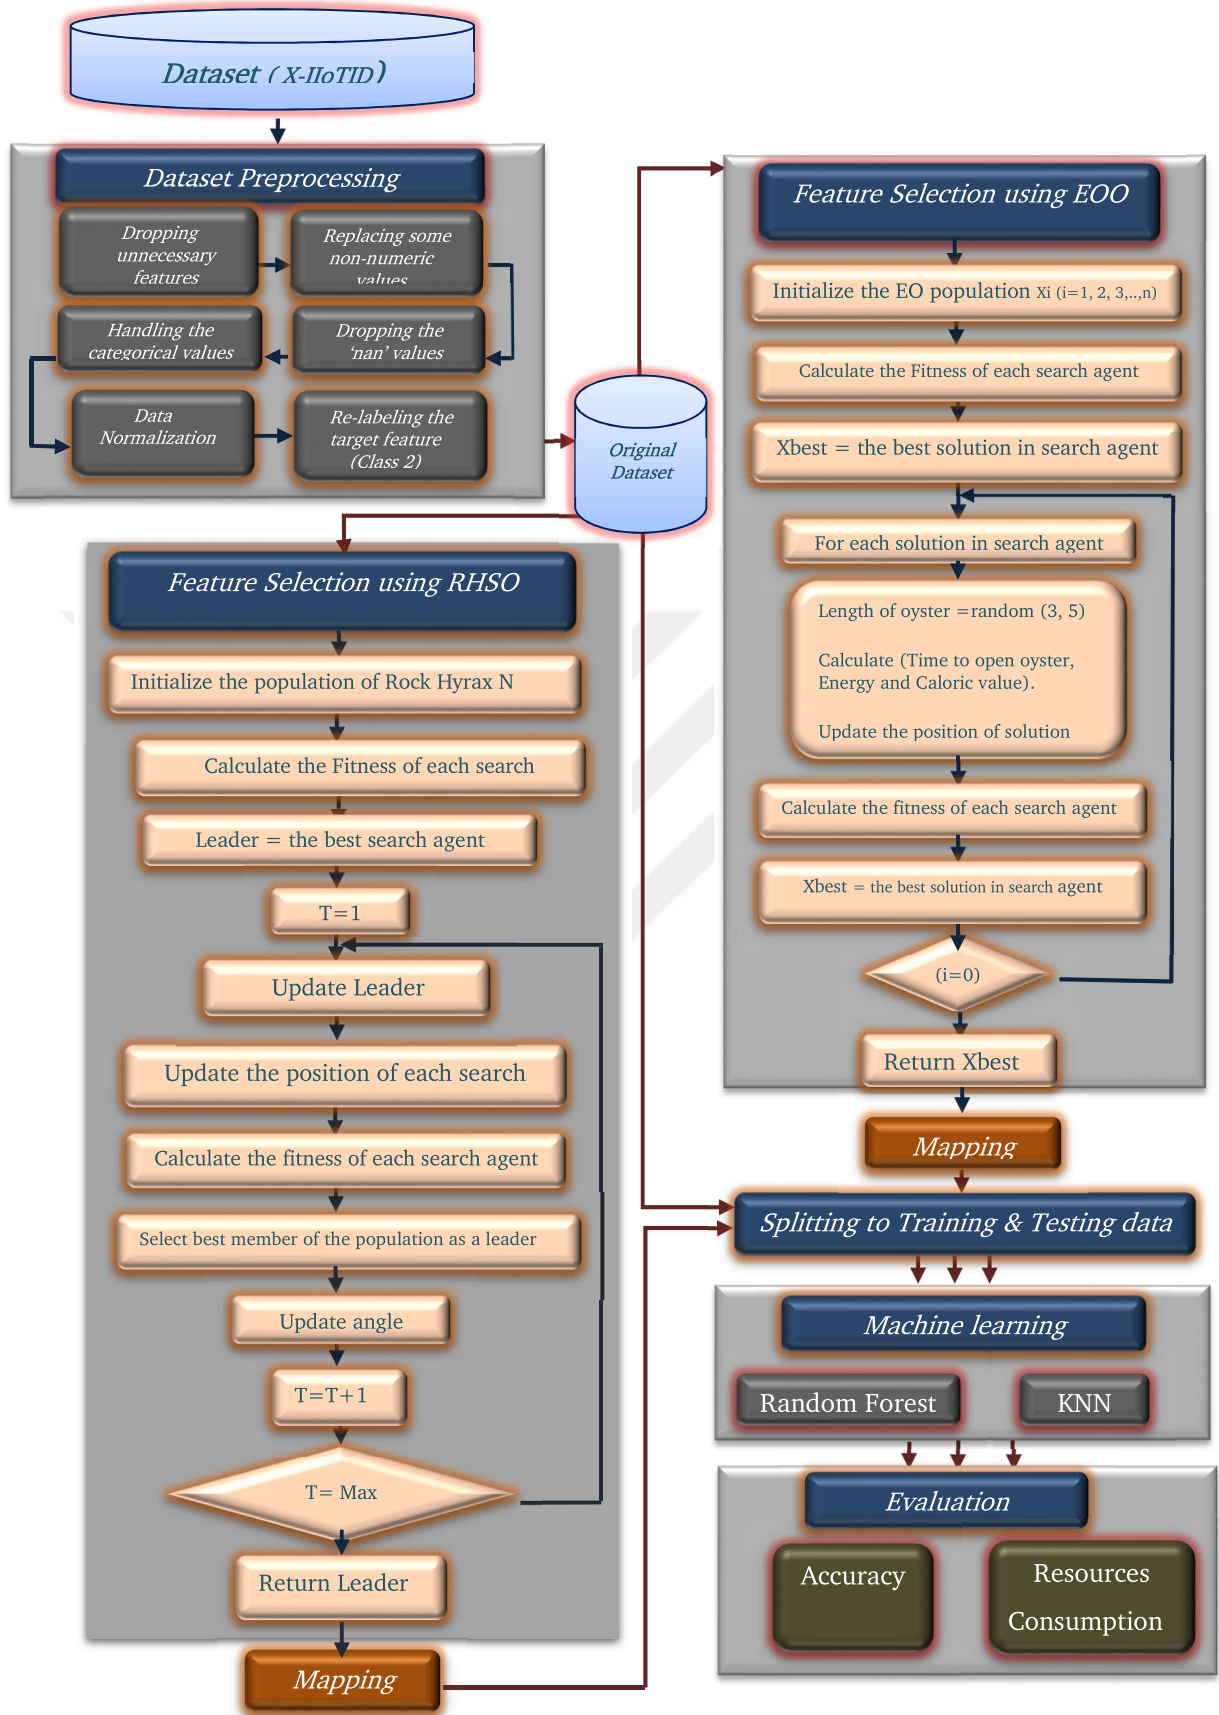 Dataset ( X-IIoTID)
Dataset Preprocessing
Dropping
unnecessary
features
Replacing some
non-numeric
values
Handling the
categorical values
Dropping the
‘nan’ values
Data
Normalization
Re-labeling the
target feature
(Class 2)
Original
Dataset
Feature Selection using RHSO
Initialize the population of Rock Hyrax N
Calculate the Fitness of each search
Leader = the best search agent
T=1
Update Leader
Update the position of each search
Calculate the fitness of each search agent
Select best member of the population as a leader
Update angle
T=T+1
T= Max
Return Leader
Mapping
Feature Selection using EOO
Initialize the EO population Xi (i=1, 2, 3,..,n)
Calculate the Fitness of each search agent
Xbest = the best solution in search agent
For each solution in search agent
Length of oyster =random (3, 5)
Calculate (Time to open oyster,
Energy and Caloric value).
Update the position of solution
Calculate the fitness of each search agent
Xbest = the best solution in search agent
(i=0)
Return Xbest
Mapping
Splitting to Training & Testing data
Machine learning
Random Forest
KNN
Evaluation
Accuracy
Resources
Consumption